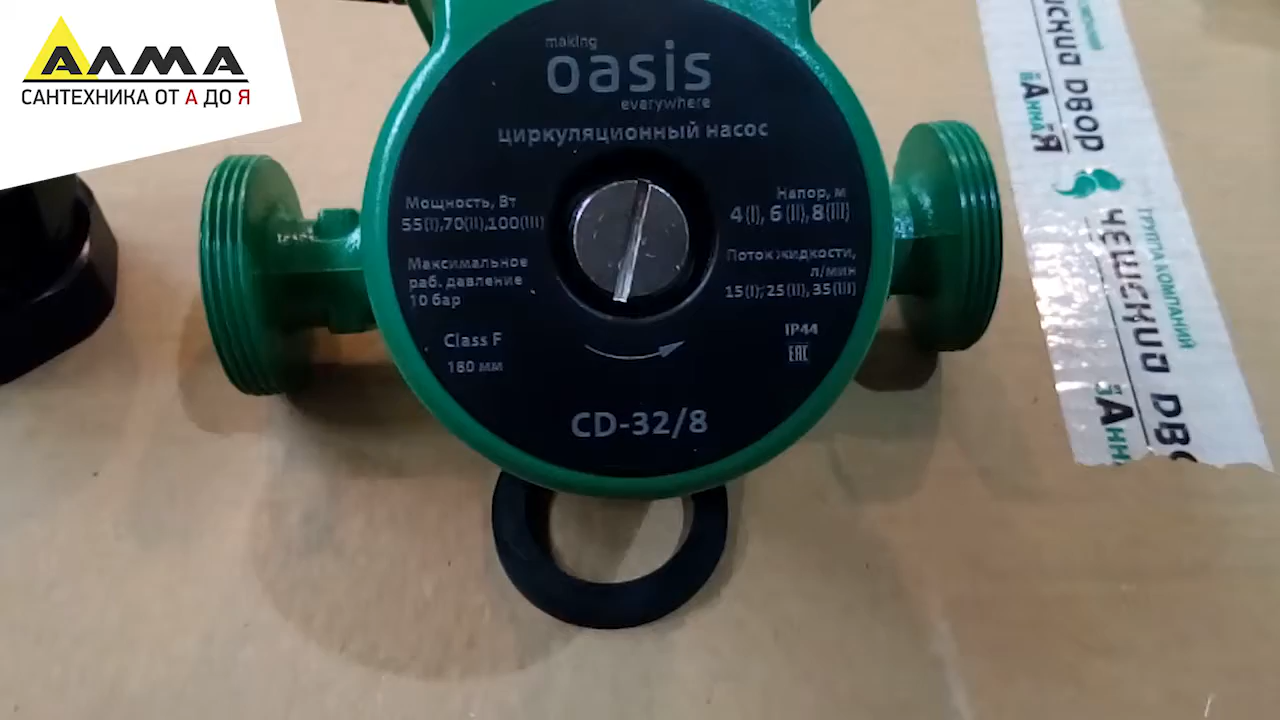 АЛМА
САНТЕХНИКА ОТ А ДО Я
making
oasis
everywhere
циркуляционный насос
Мощность, Вт
55(I),70(II),100(III)
Максимальное
раб. давление
10 бар
Class F
180 мм
Напор, м
4(I), 6(II), 8(III)
Поток жидкости,
л/мин
15(I), 25(II), 35(III)
IP44
EAC
CD-32/8
ДВОР
АннАЯ
ЧЕШСКИЙ
ГРУППА КОМПАНИЙ